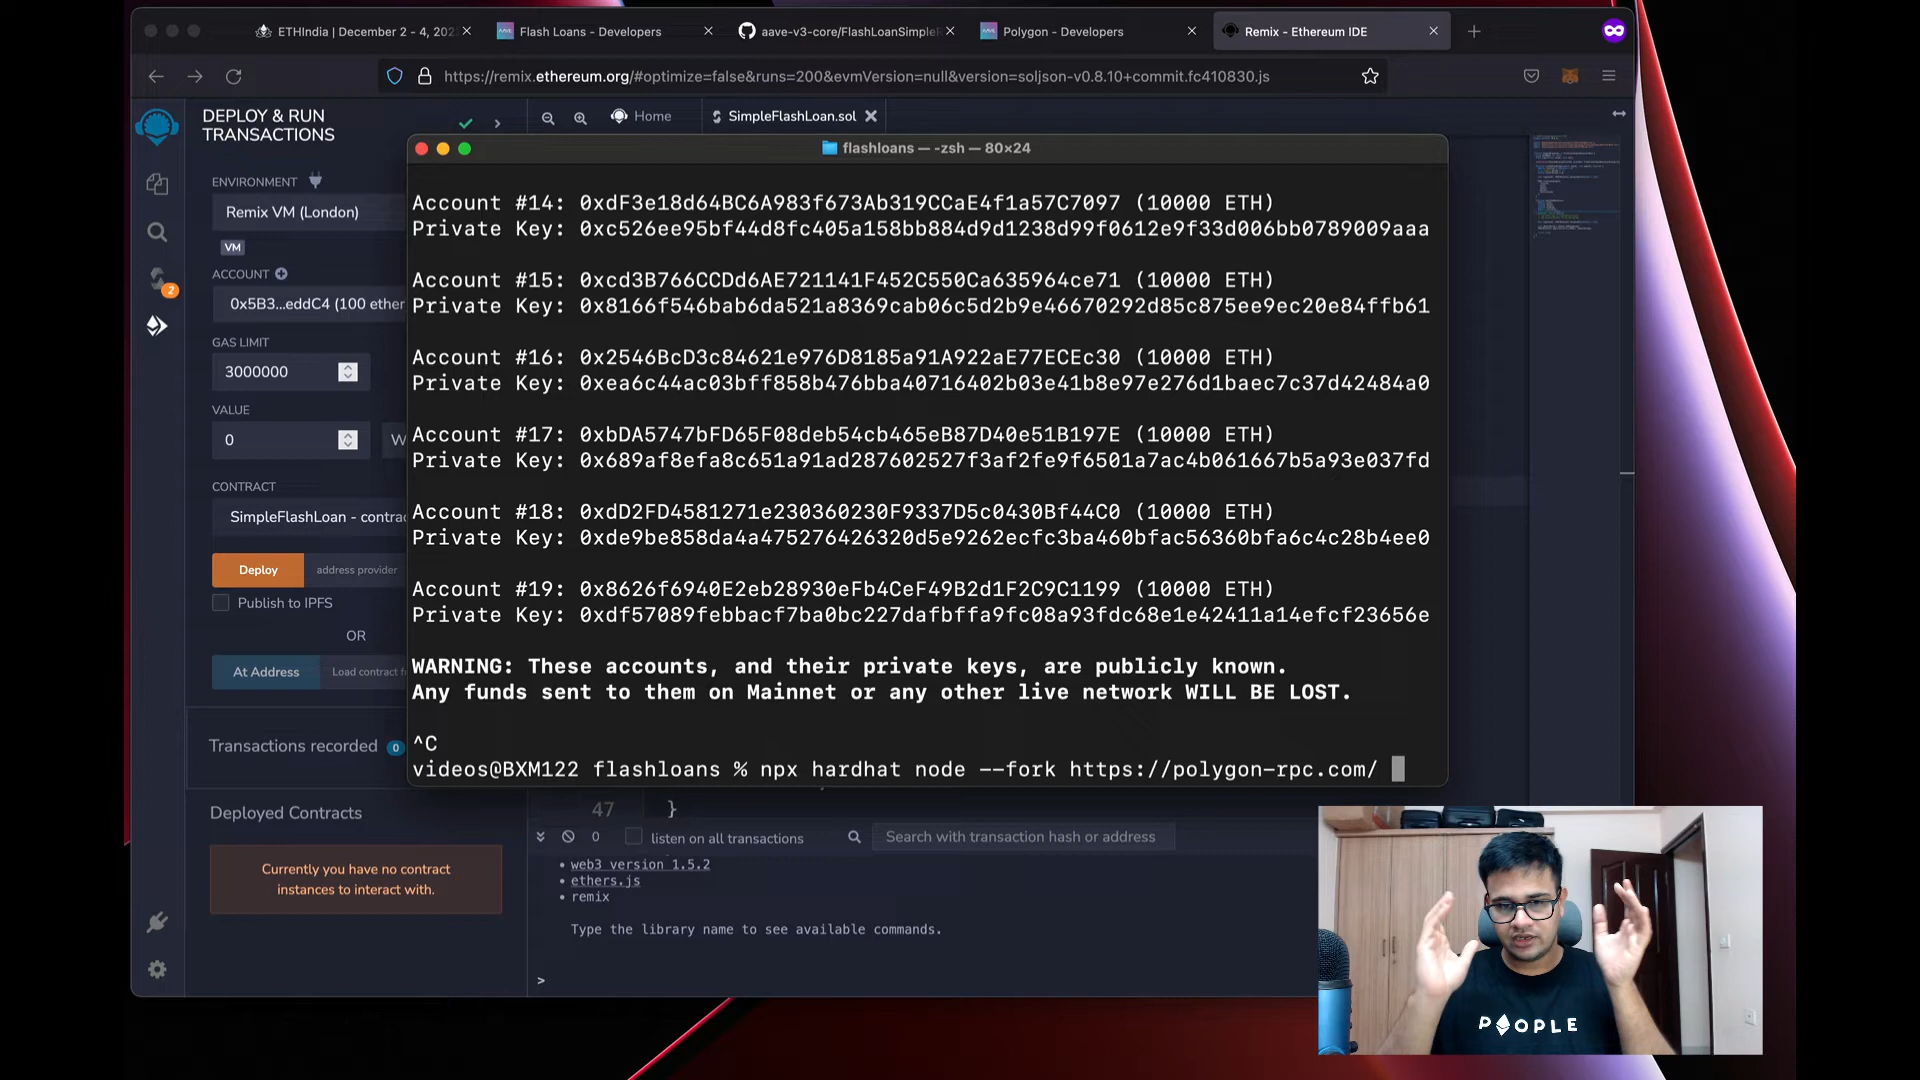 ETHIndia | December 2 - 4, 202
Flash Loans - Developers
aave-v3-core/FlashLoanSimple
Polygon - Developers
Remix - Ethereum IDE
https://remix.ethereum.org/#optimize=false&runs=200&evmVersion=null&version=soljson-v0.8.10+commit.fc410830.js
DEPLOY & RUN
TRANSACTIONS
Home
SimpleFlashLoan.sol
flashloans — -zsh — 80×24
ENVIRONMENT
Remix VM (London)
VM
ACCOUNT
0x5B3...eddC4 (100 ether
GAS LIMIT
3000000
VALUE
0
W
CONTRACT
SimpleFlashLoan - contrac
Deploy
address provider
Publish to IPFS
OR
At Address
Load contract f
Transactions recorded 0
Deployed Contracts
Currently you have no contract
instances to interact with.
2
Account #14: 0xdF3e18d64BC6A983f673Ab319CCaE4f1a57C7097 (10000 ETH)
Private Key: 0xc526ee95bf44d8fc405a158bb884d9d1238d99f0612e9f33d006bb0789009aaa
Account #15: 0xcd3B766CCDd6AE721141F452C550Ca635964ce71 (10000 ETH)
Private Key: 0x8166f546bab6da521a8369cab06c5d2b9e46670292d85c875ee9ec20e84ffb61
Account #16: 0x2546BcD3c84621e976D8185a91A922aE77ECEc30 (10000 ETH)
Private Key: 0xea6c44ac03bff858b476bba40716402b03e41b8e97e276d1baec7c37d42484a0
Account #17: 0xbDA5747bFD65F08deb54cb465eB87D40e51B197E (10000 ETH)
Private Key: 0x689af8efa8c651a91ad287602527f3af2fe9f6501a7ac4b061667b5a93e037fd
Account #18: 0xdD2FD4581271e230360230F9337D5c0430Bf44C0 (10000 ETH)
Private Key: 0xde9be858da4a475276426320d5e9262ecfc3ba460bfac56360bfa6c4c28b4ee0
Account #19: 0x8626f6940E2eb28930eFb4CeF49B2d1F2C9C1199 (10000 ETH)
Private Key: 0xdf57089febbacf7ba0bc227dafbffa9fc08a93fdc68e1e42411a14efcf23656e
WARNING: These accounts, and their private keys, are publicly known.
Any funds sent to them on Mainnet or any other live network WILL BE LOST.
^C
videos@BXM122 flashloans % npx hardhat node --fork https://polygon-rpc.com/
47 }
0
listen on all transactions
Search with transaction hash or address
• web3 version 1.5.2
• ethers.js
• remix
Type the library name to see available commands.
>
PEOPLE